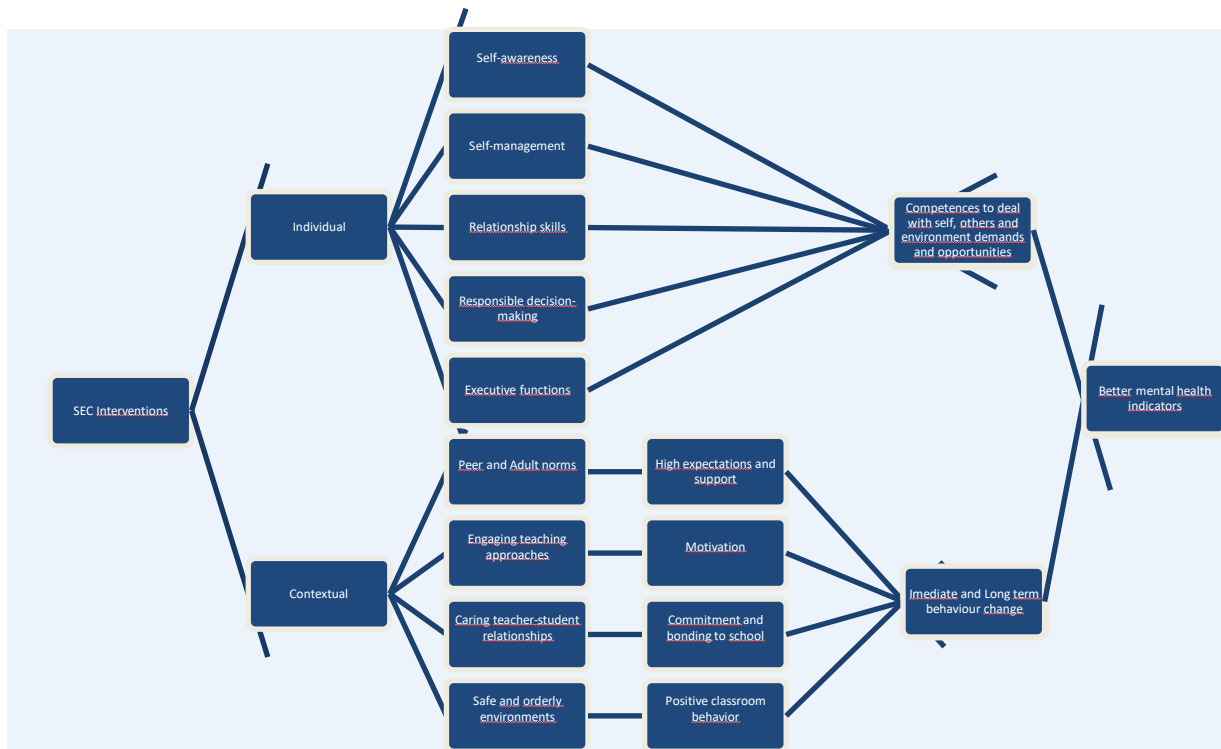 Self-awareness
Self-management
Individual
Relationship skills
Competences to deal
with self, others and
environment demands
and opportunities
Responsible decision-
making
SEC Interventions
Executive functions
Better mental health
indicators
Peer and Adult norms
High expectations and
support
Engaging teaching
approaches
Motivation
Contextual
Imediate and Long term
behaviour change
Caring teacher-student
relationships
Commitment and
bonding to school
Safe and orderly
environments
Positive classroom
behavior